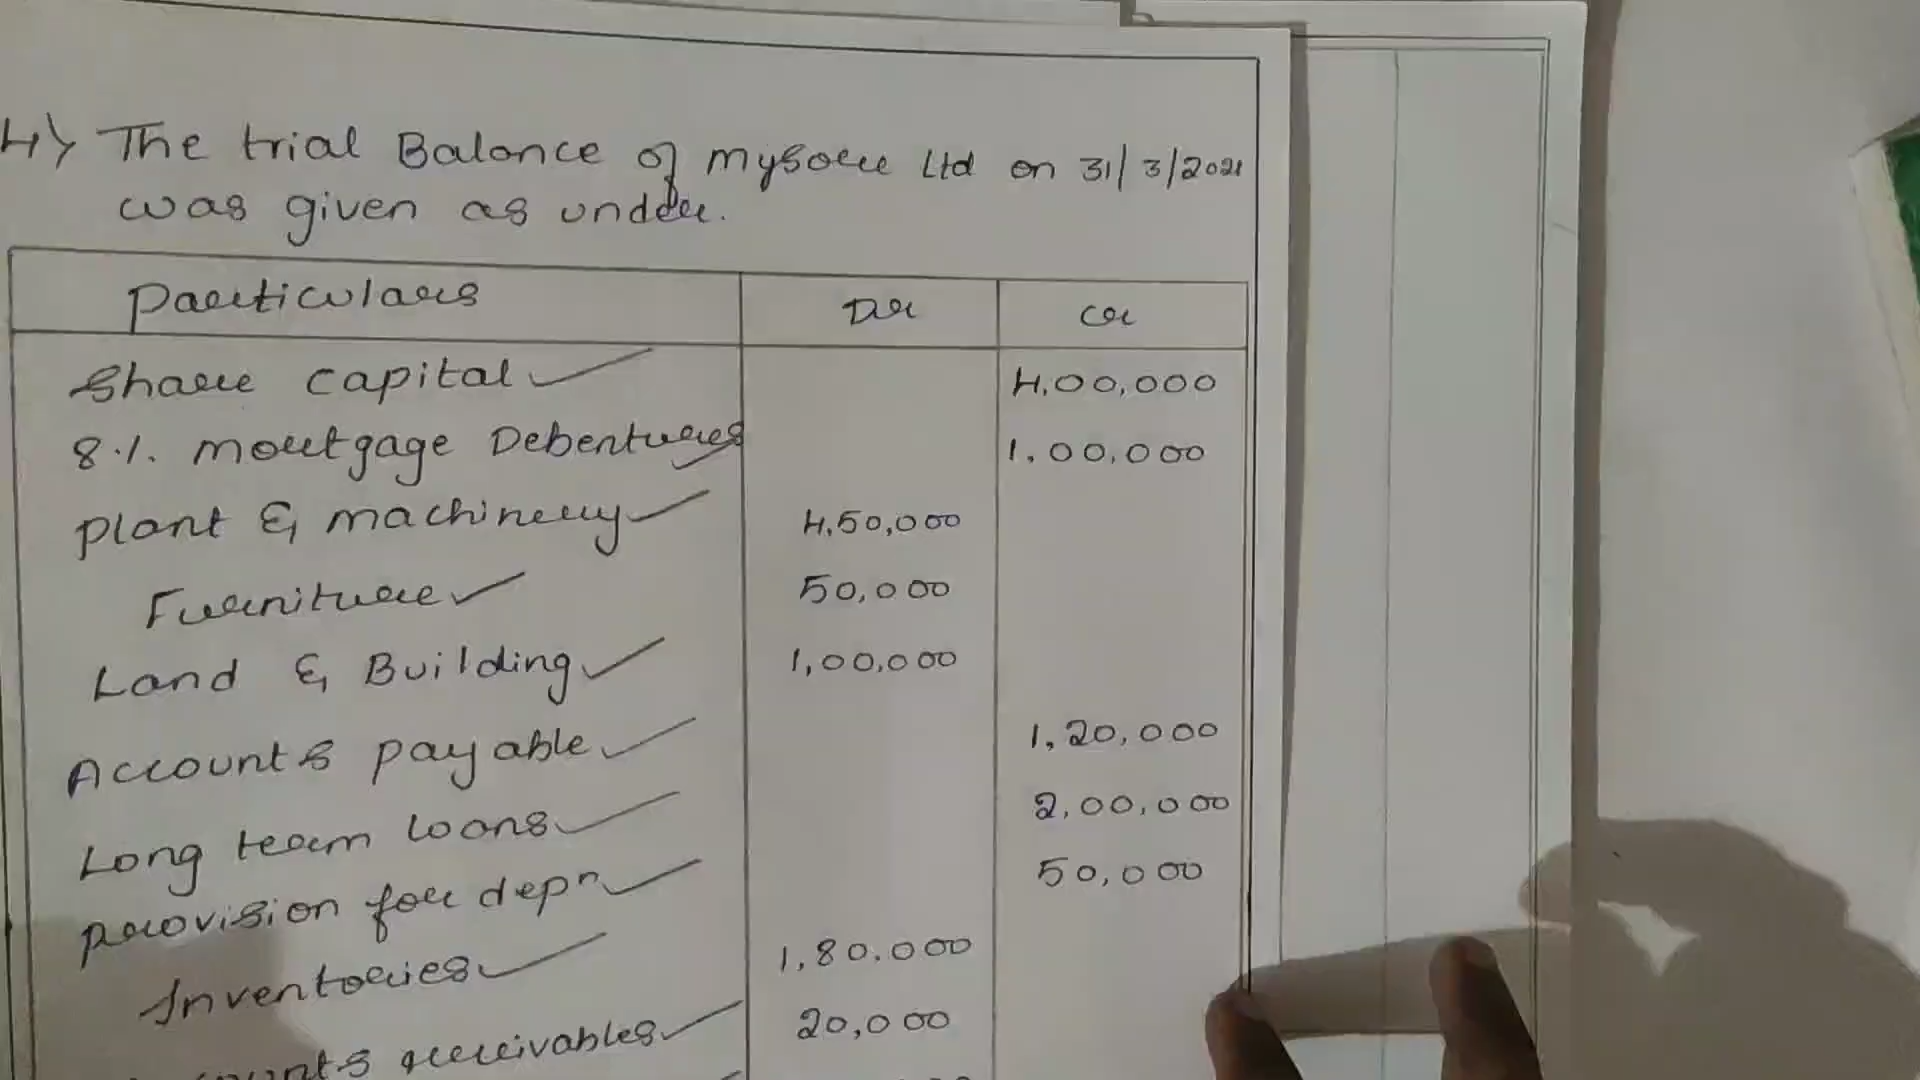 4) The trial Balance of mysore Ltd on 31/3/2021
was given as under.
Particulars Dr Cr
Share capital 4,00,000
8.1. mortgage Debentures 1,00,000
plant & machinery 4,50,000
Furniture 50,000
Land & Building 1,00,000
Accounts payable 1,20,000
Long term loans 2,00,000
provision for depn 50,000
Inventories 1,80,000
receivables 20,000